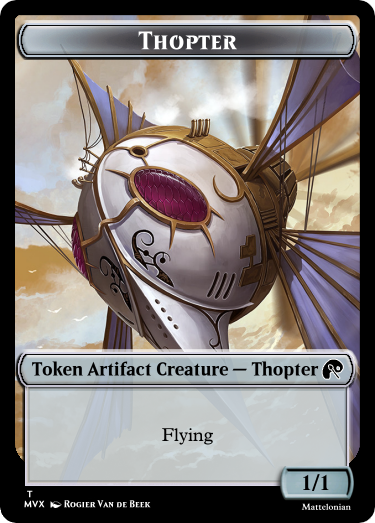 Thopter
Token Artifact Creature — Thopter
Flying
1/1
T
MVX Rogier Van de Beek
Mattelonian